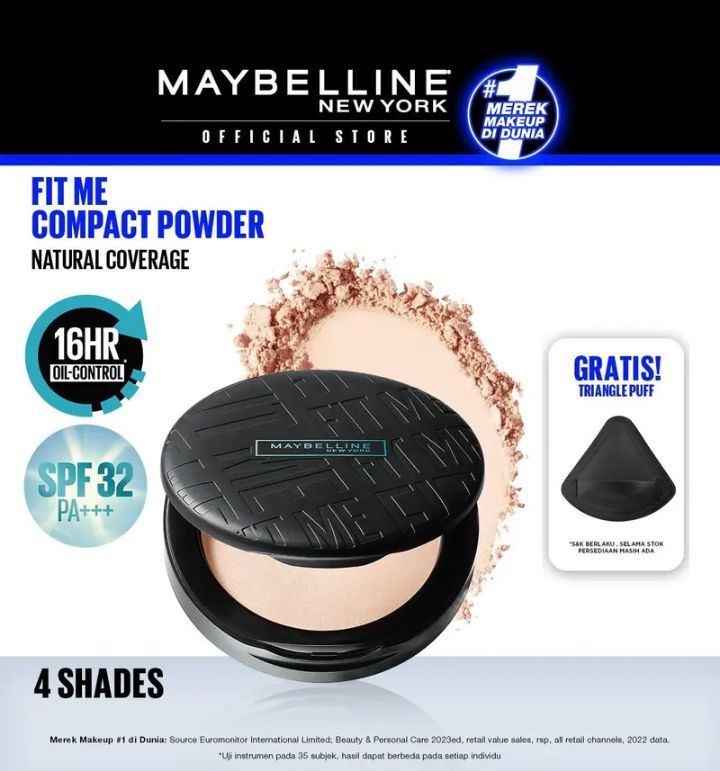 MAYBELLINE
NEW YORK
OFFICIAL STORE
#1
MEREK
MAKEUP
DI DUNIA
FIT ME
COMPACT POWDER
NATURAL COVERAGE
16HR
OIL-CONTROL*
SPF 32
PA+++
GRATIS!
TRIANGLE PUFF
*S&K BERLAKU, SELAMA STOK
PERSEDIAAN MASIH ADA
MAYBELLINE
NEW YORK
FIT ME
4 SHADES
Merek Makeup #1 di Dunia: Source Euromonitor International Limited; Beauty & Personal Care 2023ed, retail value sales, rsp, all retail channels, 2022 data.
*Uji instrumen pada 35 subjek, hasil dapat berbeda pada setiap individu